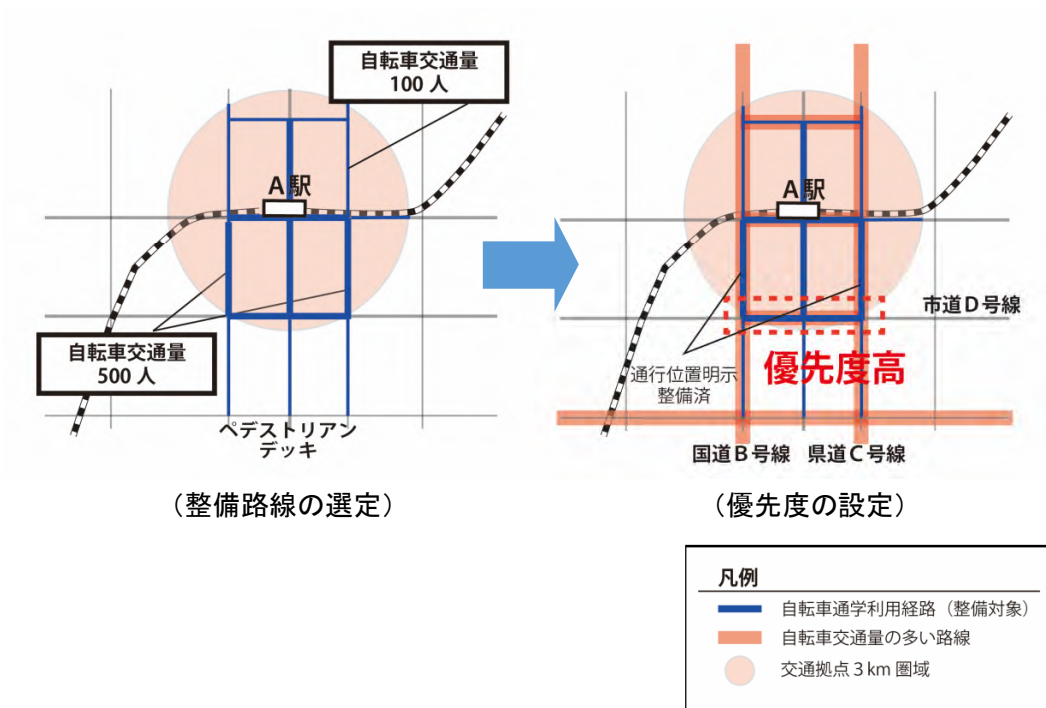 自転車交通量
100 人
A駅
自転車交通量
500 人
ペデストリアン
デッキ
（整備路線の選定）
A駅
市道D号線
通行位置明示
整備済
優先度高
国道B号線
県道C号線
（優先度の設定）
凡例
自転車通学利用経路（整備対象）
自転車交通量の多い路線
交通拠点３km 圏域